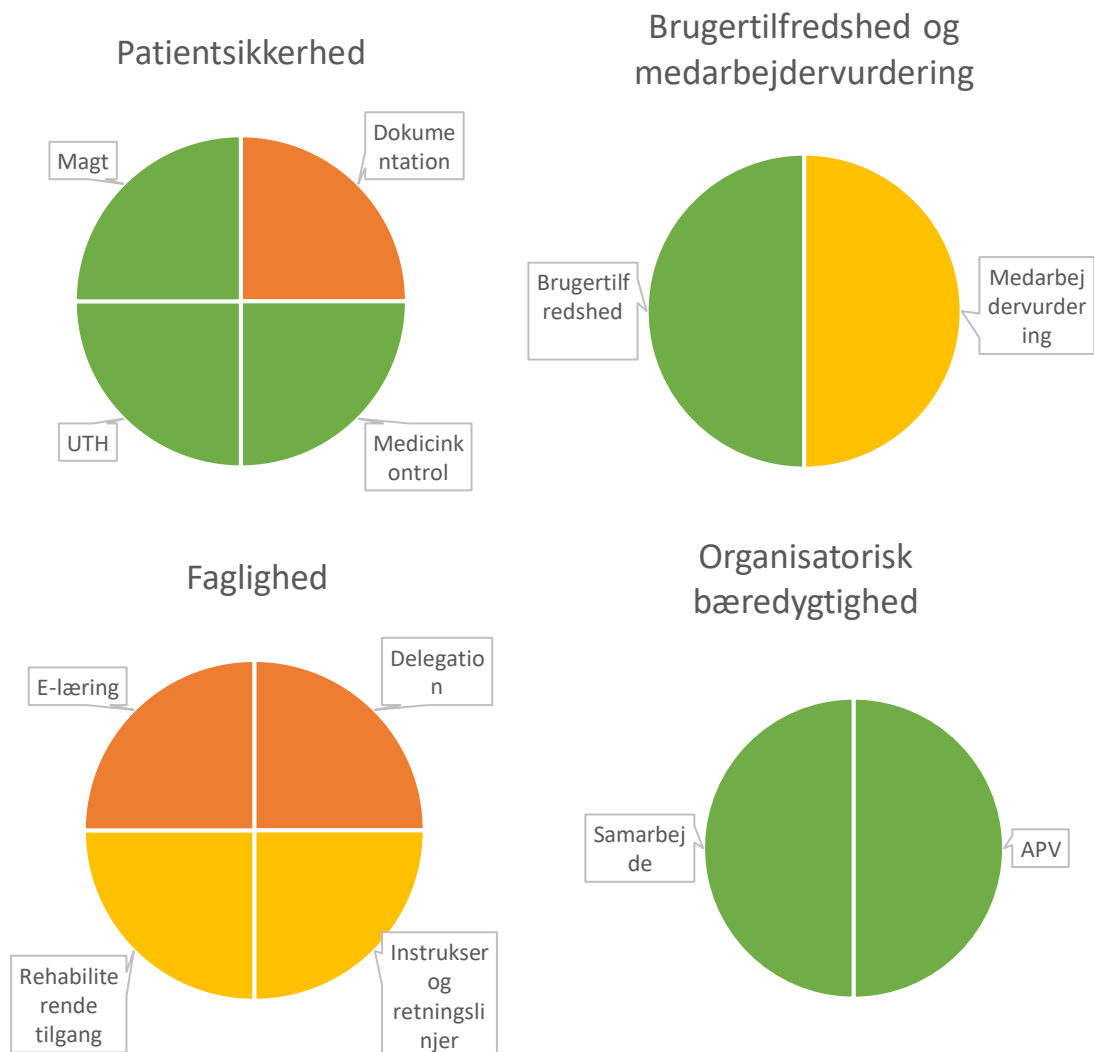 Patientsikkerhed
Magt
Dokume
ntation
UTH
Medicink
ontrol
Brugertilfredshed og
medarbejdervurdering
Brugertilf
redshed
Medarbej
dervurder
ing
Faglighed
E-læring
Delegatio
n
Rehabilite
rende
tilgang
Instrukser
og
retningsli
njer
Organisatorisk
bæredygtighed
Samarbej
de
APV